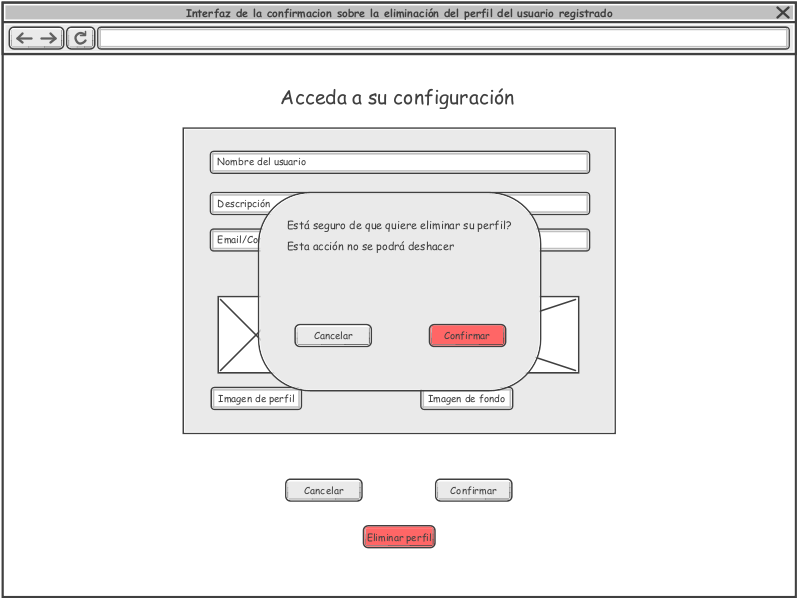 Interfaz de la confirmacion sobre la eliminación del perfil del usuario registrado
Acceda a su configuración
Nombre del usuario
Descripción
Está seguro de que quiere eliminar su perfil?
Email/Co
Esta acción no se podrá deshacer
Cancelar
Confirmar
Imagen de perfil
Imagen de fondo
Cancelar
Confirmar
Eliminar perfil